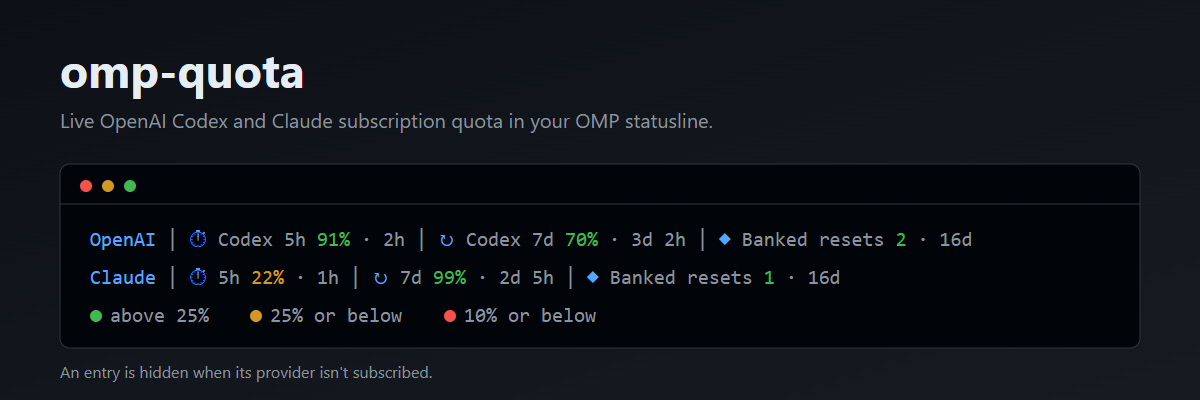 omp-quota
Live OpenAI Codex and Claude subscription quota in your OMP statusline.
OpenAI │ ⏱ Codex 5h 91% · 2h │ ↻ Codex 7d 70% · 3d 2h │ ◆ Banked resets 2 · 16d
Claude │ ⏱ 5h 22% · 1h │ ↻ 7d 99% · 2d 5h │ ◆ Banked resets 1 · 16d
● above 25% ● 25% or below ● 10% or below
An entry is hidden when its provider isn't subscribed.